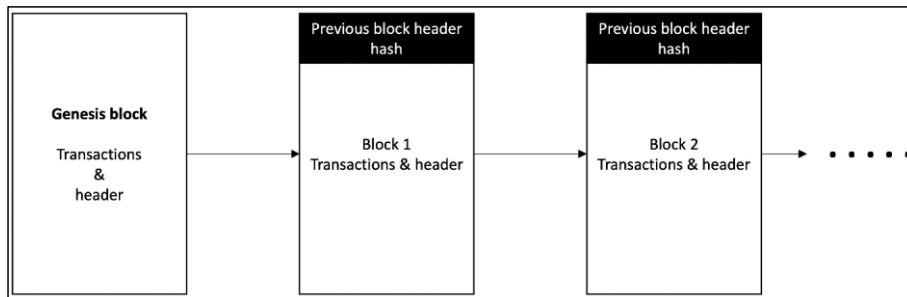 Genesis block
Transactions
&
header
Previous block header
hash
Block 1
Transactions & header
Previous block header
hash
Block 2
Transactions & header